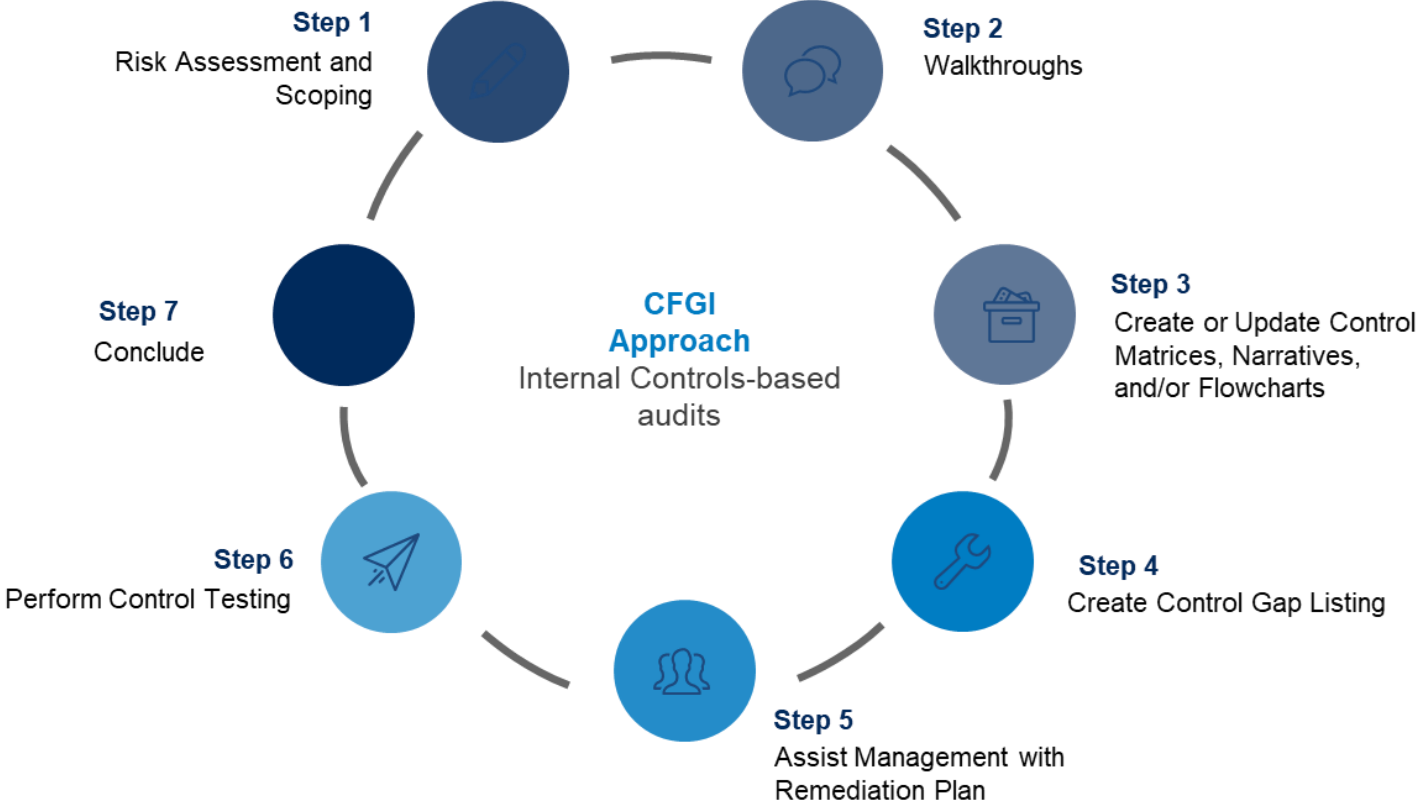 Step 1
Risk Assessment and
Scoping
Step 2
Walkthroughs
Step 3
Create or Update Control
Matrices, Narratives,
and/or Flowcharts
Step 4
Create Control Gap Listing
Step 5
Assist Management with
Remediation Plan
Step 6
Perform Control Testing
Step 7
Conclude
CFGI
Approach
Internal Controls-based
audits